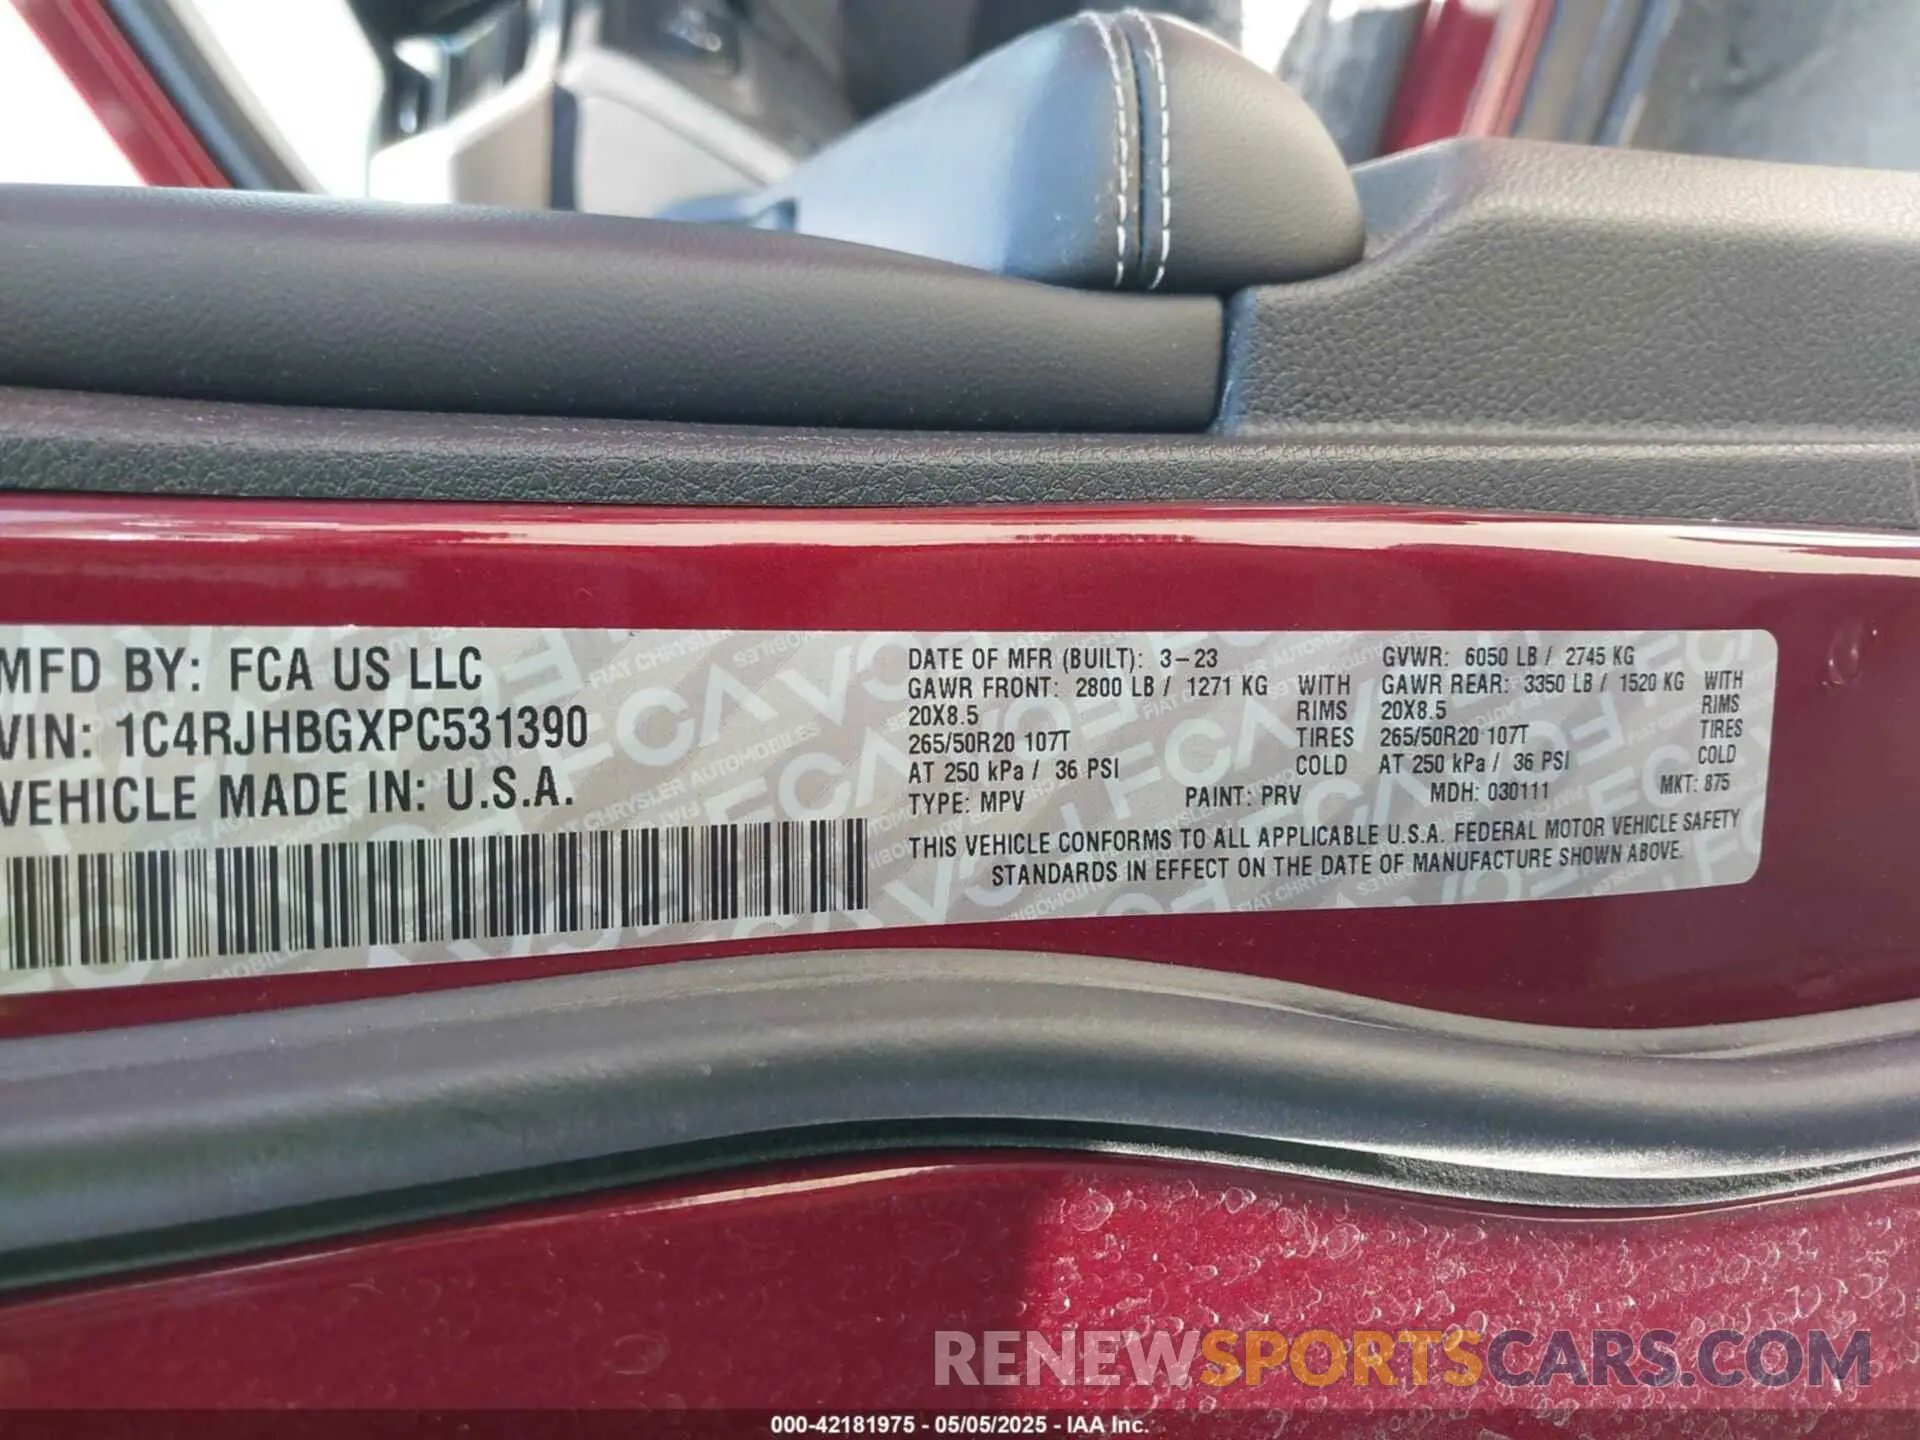 MFD BY: FCA US LLC
VIN: 1C4RJHBGXPC531390
VEHICLE MADE IN: U.S.A.
DATE OF MFR (BUILT): 3-23 GVWR: 6050 LB / 2745 KG
GAWR FRONT: 2800 LB / 1271 KG WITH GAWR REAR: 3350 LB / 1520 KG WITH
20X8.5 RIMS 20X8.5 RIMS
265/50R20 107T TIRES 265/50R20 107T TIRES
AT 250 kPa / 36 PSI COLD AT 250 kPa / 36 PSI COLD
TYPE: MPV PAINT: PRV MDH: 030111 MKT: 875
THIS VEHICLE CONFORMS TO ALL APPLICABLE U.S.A. FEDERAL MOTOR VEHICLE SAFETY
STANDARDS IN EFFECT ON THE DATE OF MANUFACTURE SHOWN ABOVE.
RENEWSPORTSCARS.COM
000-42181975 - 05/05/2025 - IAA Inc.